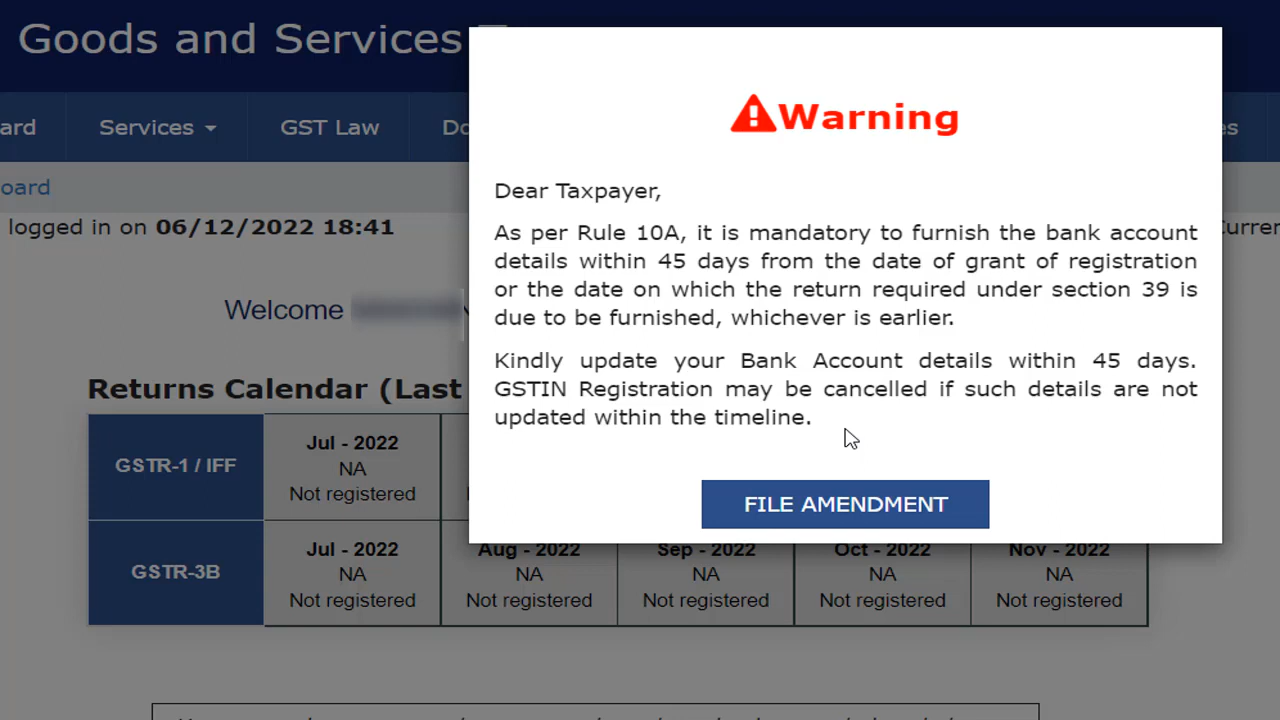 Goods and Services
ard Services GST Law
oard
logged in on 06/12/2022 18:41
Curren
Welcome
Returns Calendar (Last
GSTR-1 / IFF
Jul - 2022
NA
Not registered
GSTR-3B
Jul - 2022 Aug - 2022 Sep - 2022 Oct - 2022 Nov - 2022
NA NA NA NA NA
Not registered Not registered Not registered Not registered Not registered
Warning
Dear Taxpayer,
As per Rule 10A, it is mandatory to furnish the bank account
details within 45 days from the date of grant of registration
or the date on which the return required under section 39 is
due to be furnished, whichever is earlier.
Kindly update your Bank Account details within 45 days.
GSTIN Registration may be cancelled if such details are not
updated within the timeline.
FILE AMENDMENT